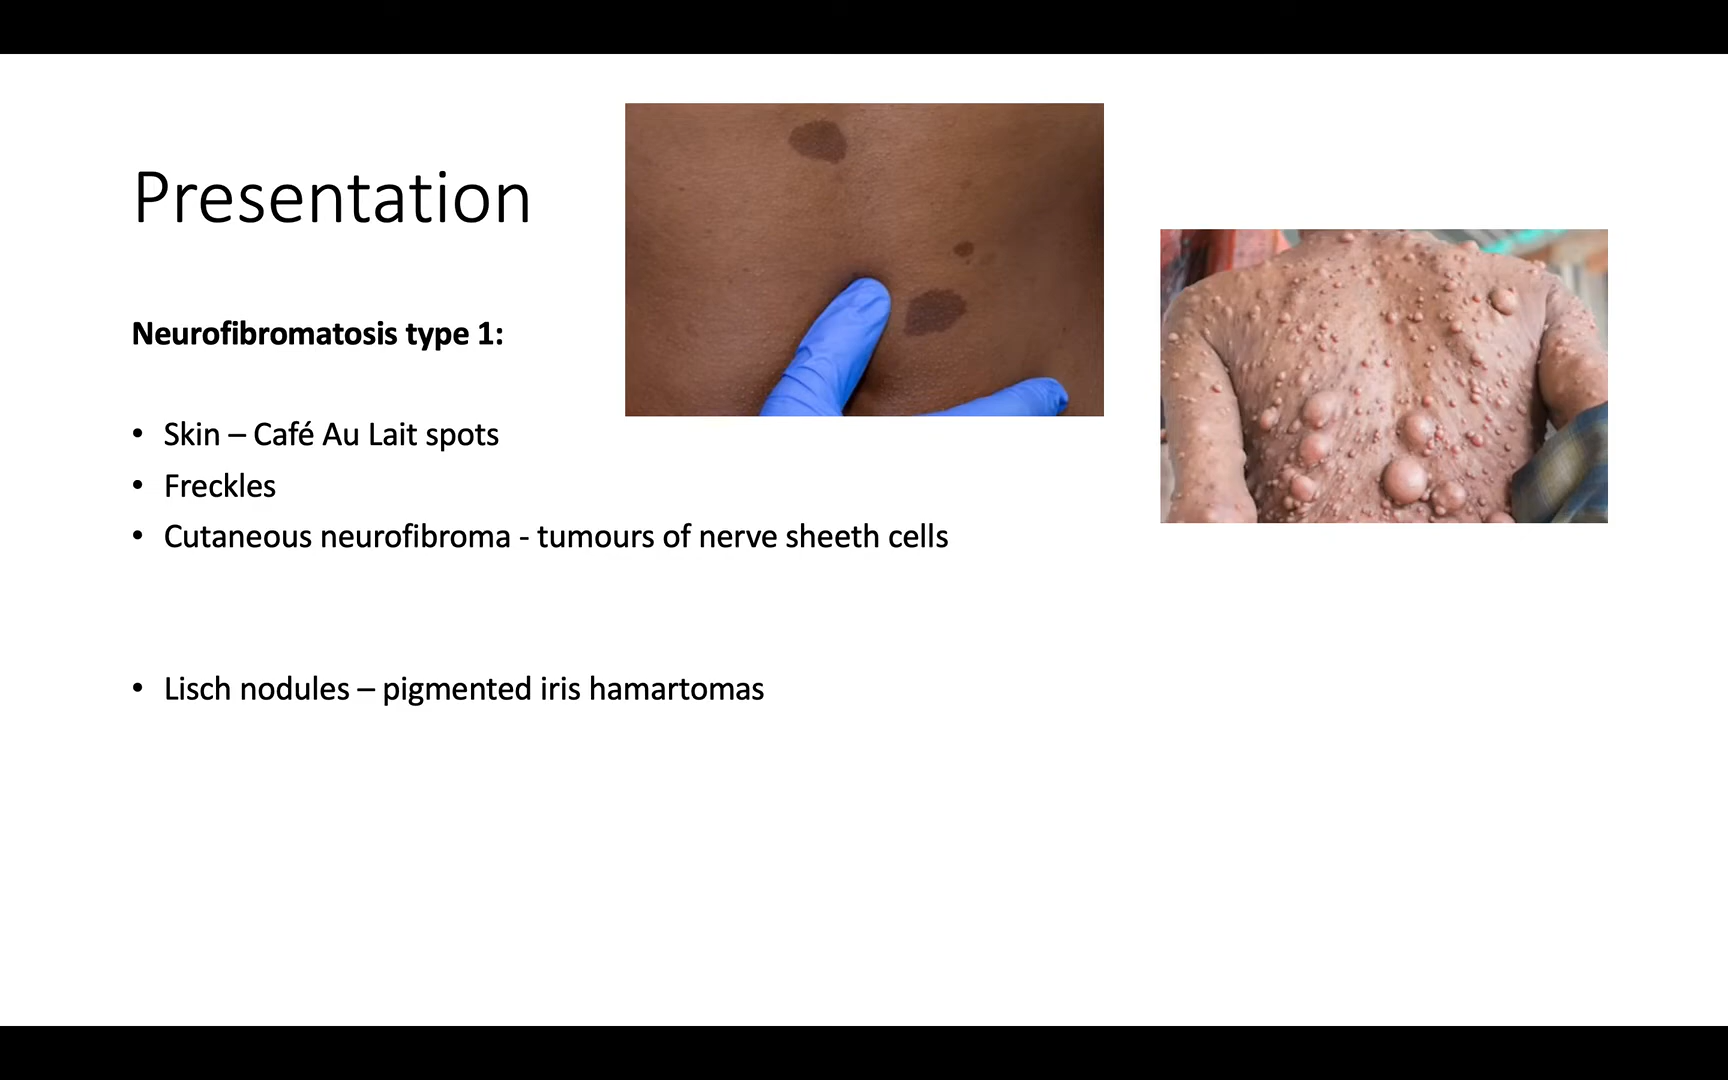 Presentation
Neurofibromatosis type 1:
• Skin – Café Au Lait spots
• Freckles
• Cutaneous neurofibroma - tumours of nerve sheeth cells
• Lisch nodules – pigmented iris hamartomas